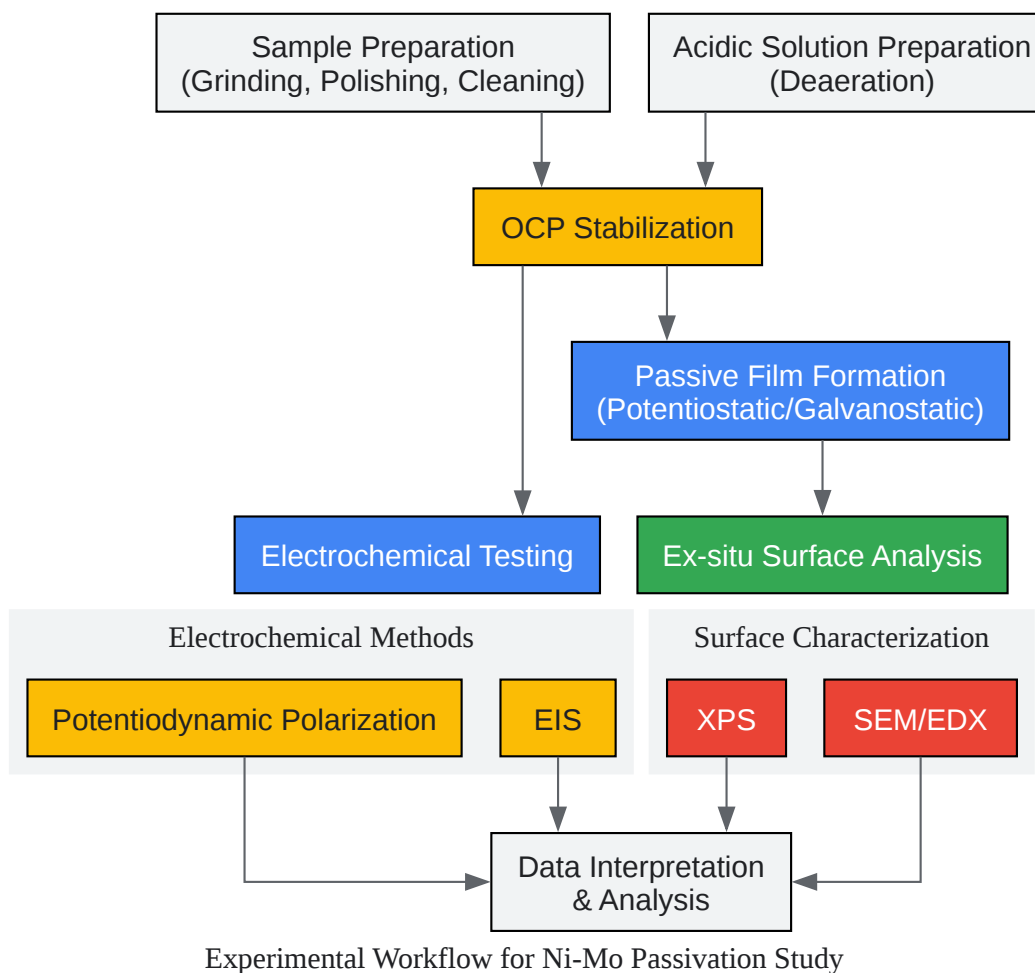 Sample Preparation
(Grinding, Polishing, Cleaning)
Acidic Solution Preparation
(Deaeration)
OCP Stabilization
Passive Film Formation
(Potentiostatic/Galvanostatic)
Electrochemical Testing
Ex-situ Surface Analysis
Electrochemical Methods
Surface Characterization
Potentiodynamic Polarization
EIS
XPS
SEM/EDX
Data Interpretation
& Analysis
Experimental Workflow for Ni-Mo Passivation Study